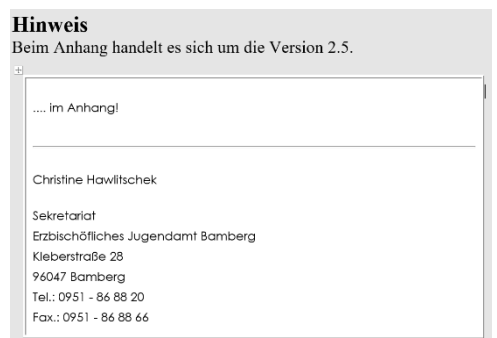 Hinweis
Beim Anhang handelt es sich um die Version 2.5.
.... im Anhang!
Christine Hawlitschek
Sekretariat
Erzbischöfliches Jugendamt Bamberg
Kleberstraße 28
96047 Bamberg
Tel.: 0951 - 86 88 20
Fax.: 0951 - 86 88 66